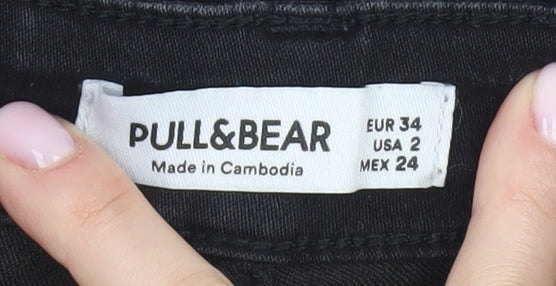 PULL&BEAR
Made in Cambodia
EUR 34
USA 2
MEX 24